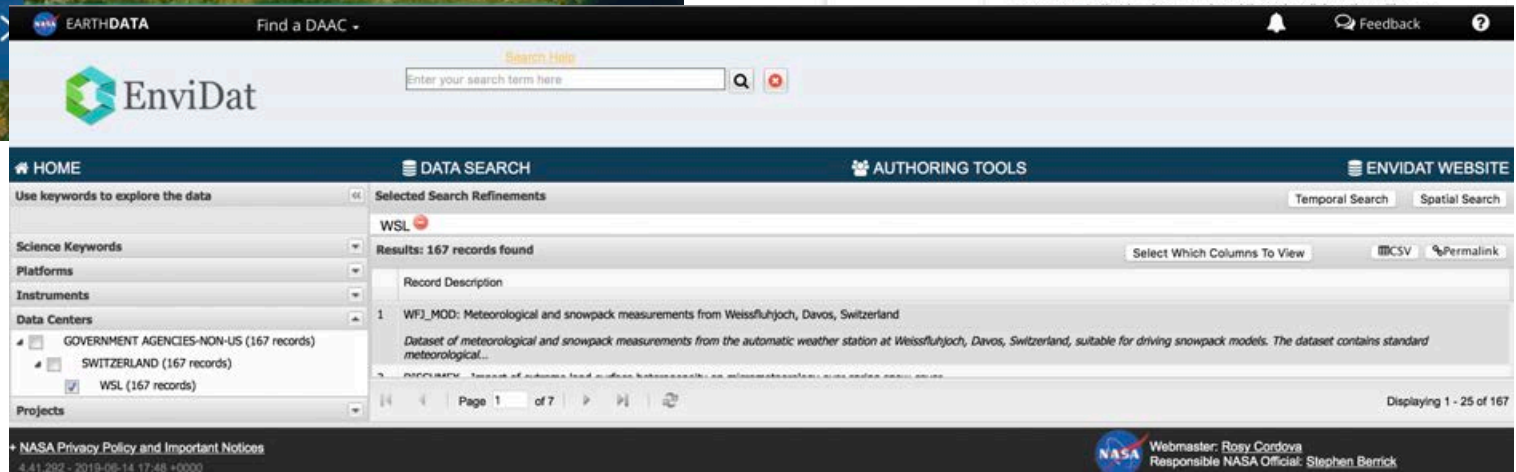 EARTHDATA Find a DAAC Feedback ?
Search Help
Enter your search term here
EnviDat
HOME DATA SEARCH AUTHORING TOOLS ENVIDAT WEBSITE
Use keywords to explore the data Selected Search Refinements Temporal Search Spatial Search
WSL
Science Keywords Results: 167 records found Select Which Columns To View CSV Permalink
Platforms
Record Description
Instruments
Data Centers 1 WFJ_MOD: Meteorological and snowpack measurements from Weissfluhjoch, Davos, Switzerland
GOVERNMENT AGENCIES-NON-US (167 records) Dataset of meteorological and snowpack measurements from the automatic weather station at Weissfluhjoch, Davos, Switzerland, suitable for driving snowpack models. The dataset contains standard
meteorological...
SWITZERLAND (167 records)
WSL (167 records)
Projects Page 1 of 7 Displaying 1 - 25 of 167
+ NASA Privacy Policy and Important Notices NASA Webmaster: Rosy Cordova
4.41.292 - 2019-06-14 17:48 +0000 Responsible NASA Official: Stephen Berrick